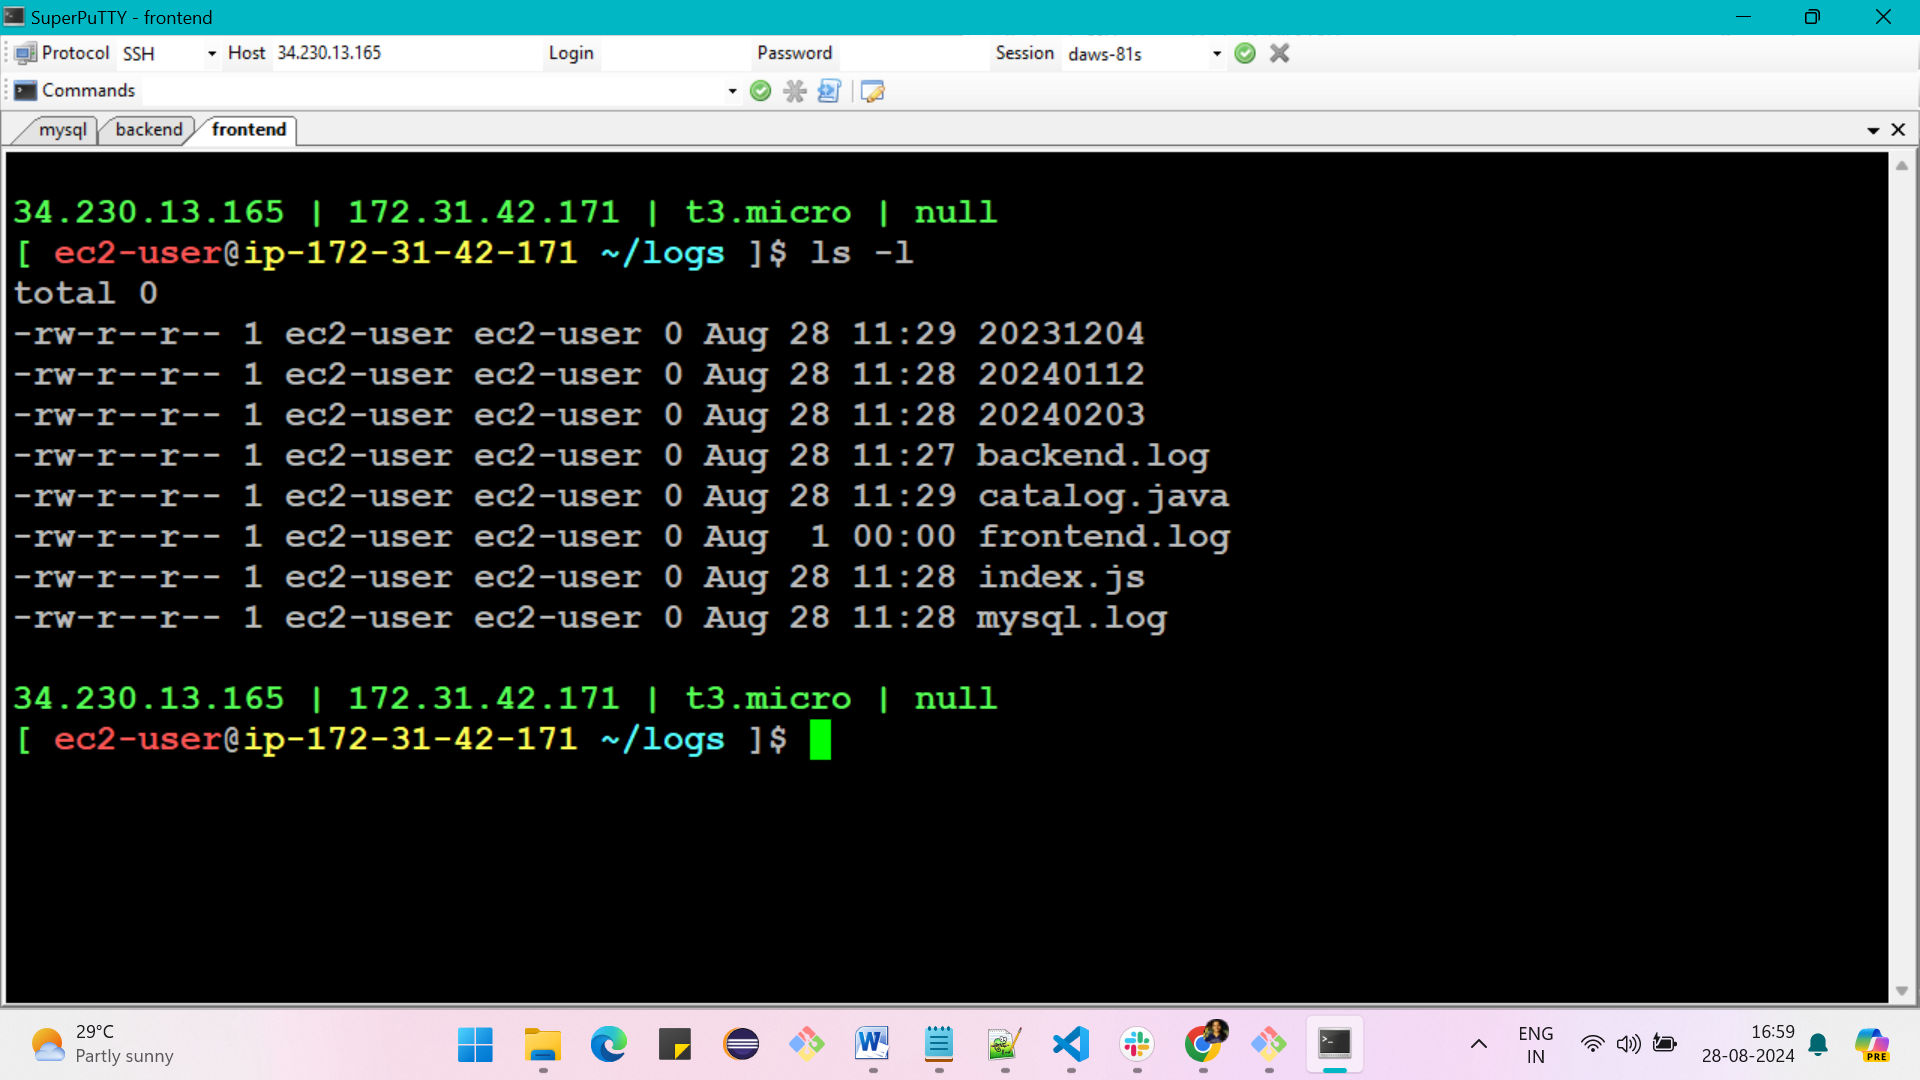 SuperPuTTY - frontend
Protocol SSH Host 34.230.13.165 Login Password Session daws-81s
Commands
mysql backend frontend
34.230.13.165 | 172.31.42.171 | t3.micro | null
[ ec2-user@ip-172-31-42-171 ~/logs ]$ ls -l
total 0
-rw-r--r-- 1 ec2-user ec2-user 0 Aug 28 11:29 20231204
-rw-r--r-- 1 ec2-user ec2-user 0 Aug 28 11:28 20240112
-rw-r--r-- 1 ec2-user ec2-user 0 Aug 28 11:28 20240203
-rw-r--r-- 1 ec2-user ec2-user 0 Aug 28 11:27 backend.log
-rw-r--r-- 1 ec2-user ec2-user 0 Aug 28 11:29 catalog.java
-rw-r--r-- 1 ec2-user ec2-user 0 Aug  1 00:00 frontend.log
-rw-r--r-- 1 ec2-user ec2-user 0 Aug 28 11:28 index.js
-rw-r--r-- 1 ec2-user ec2-user 0 Aug 28 11:28 mysql.log
34.230.13.165 | 172.31.42.171 | t3.micro | null
[ ec2-user@ip-172-31-42-171 ~/logs ]$
29°C
Partly sunny
ENG
IN
16:59
28-08-2024
PRE